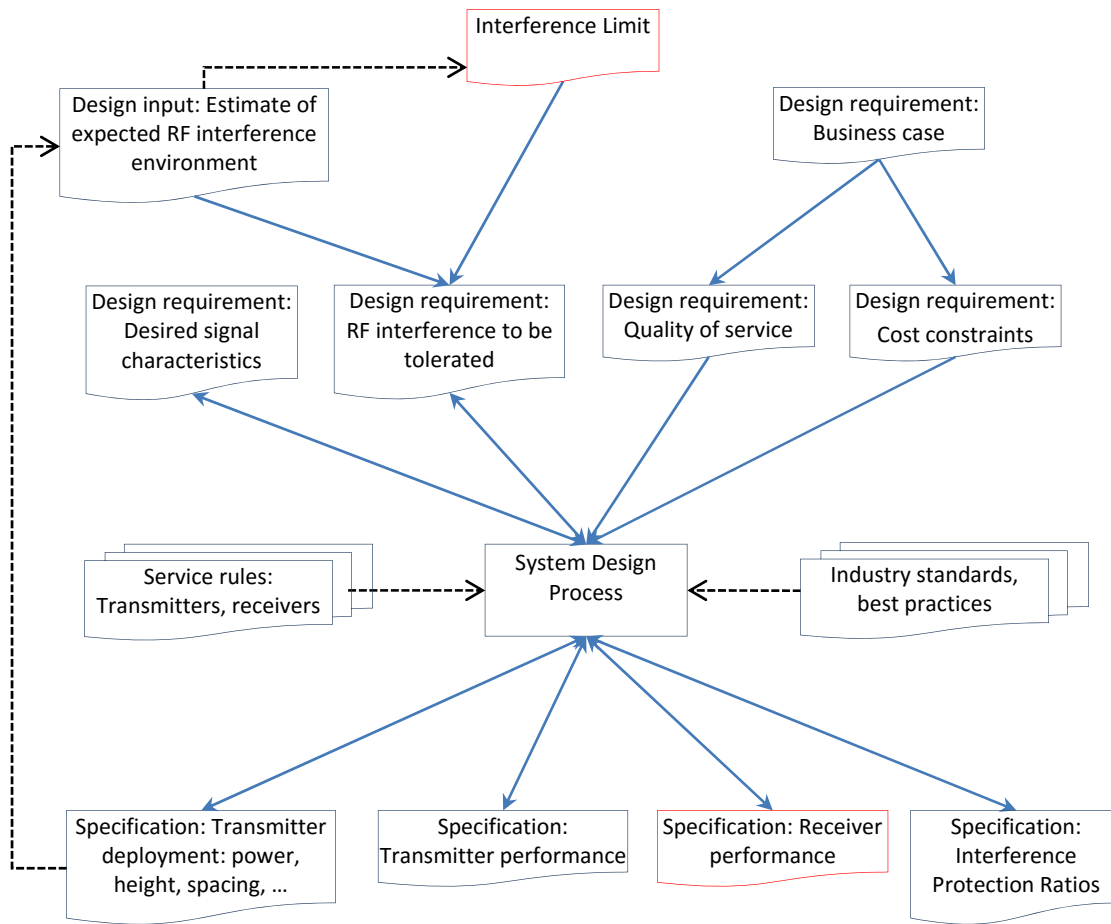 Interference Limit
Design input: Estimate of
expected RF interference
environment
Design requirement:
Business case
Design requirement:
Desired signal
characteristics
Design requirement:
RF interference to be
tolerated
Design requirement:
Quality of service
Design requirement:
Cost constraints
Service rules:
Transmitters, receivers
System Design
Process
Industry standards,
best practices
Specification: Transmitter
deployment: power,
height, spacing, …
Specification:
Transmitter performance
Specification: Receiver
performance
Specification:
Interference
Protection Ratios